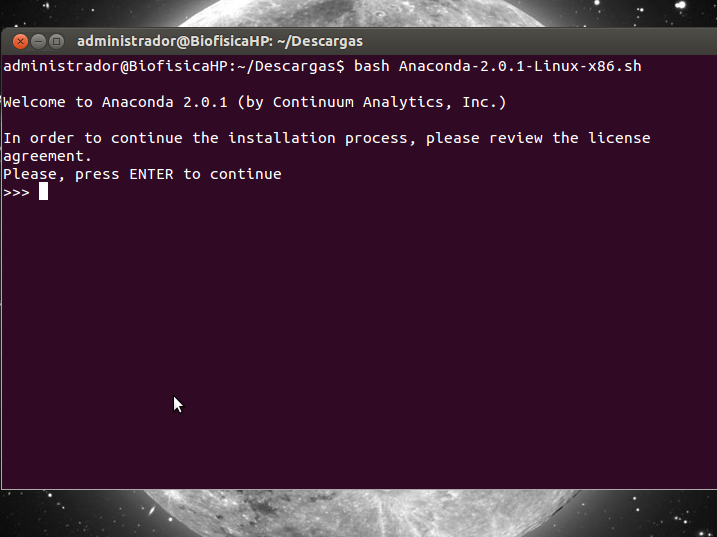 administrador@BiofisicaHP: ~/Descargas
administrador@BiofisicaHP:~/Descargas$ bash Anaconda-2.0.1-Linux-x86.sh
Welcome to Anaconda 2.0.1 (by Continuum Analytics, Inc.)
In order to continue the installation process, please review the license
agreement.
Please, press ENTER to continue
>>>